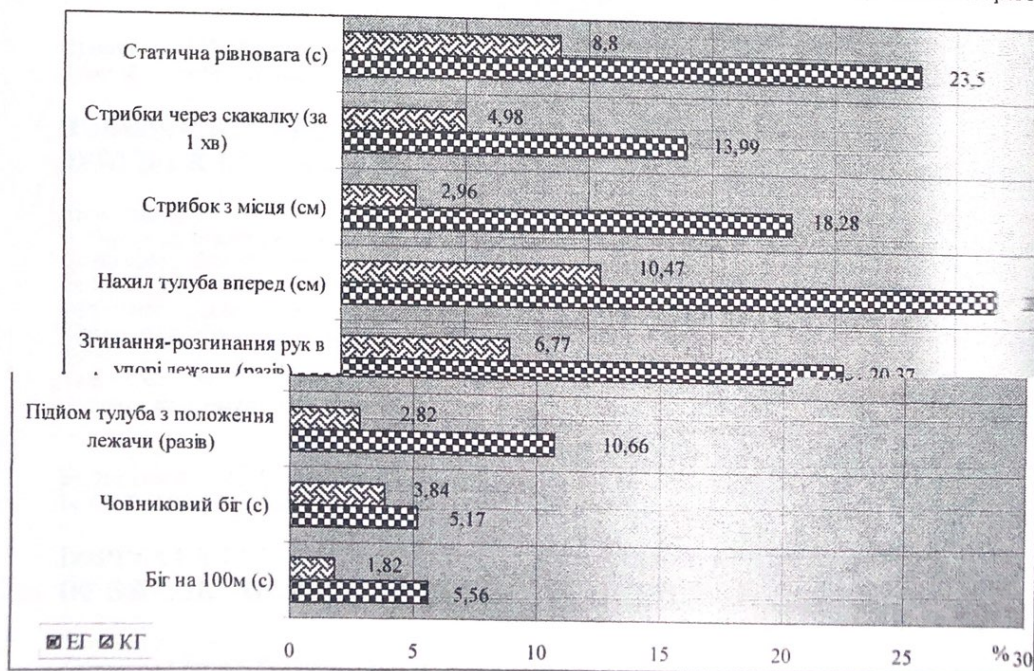 Статична рівновага (с)
8,8
23,5
Стрибки через скакалку (за
1 хв)
4,98
13,99
Стрибок з місця (см)
2,96
18,28
Нахил тулуба вперед (см)
10,47
Згинання-розгинання рук в
упорі лежачи (разів)
6,77
20,37
Підйом тулуба з положення
лежачи (разів)
2,82
10,66
Човниковий біг (с)
3,84
5,17
Біг на 100м (с)
1,82
5,56
ЕГ КГ
0 5 10 15 20 25 % 30